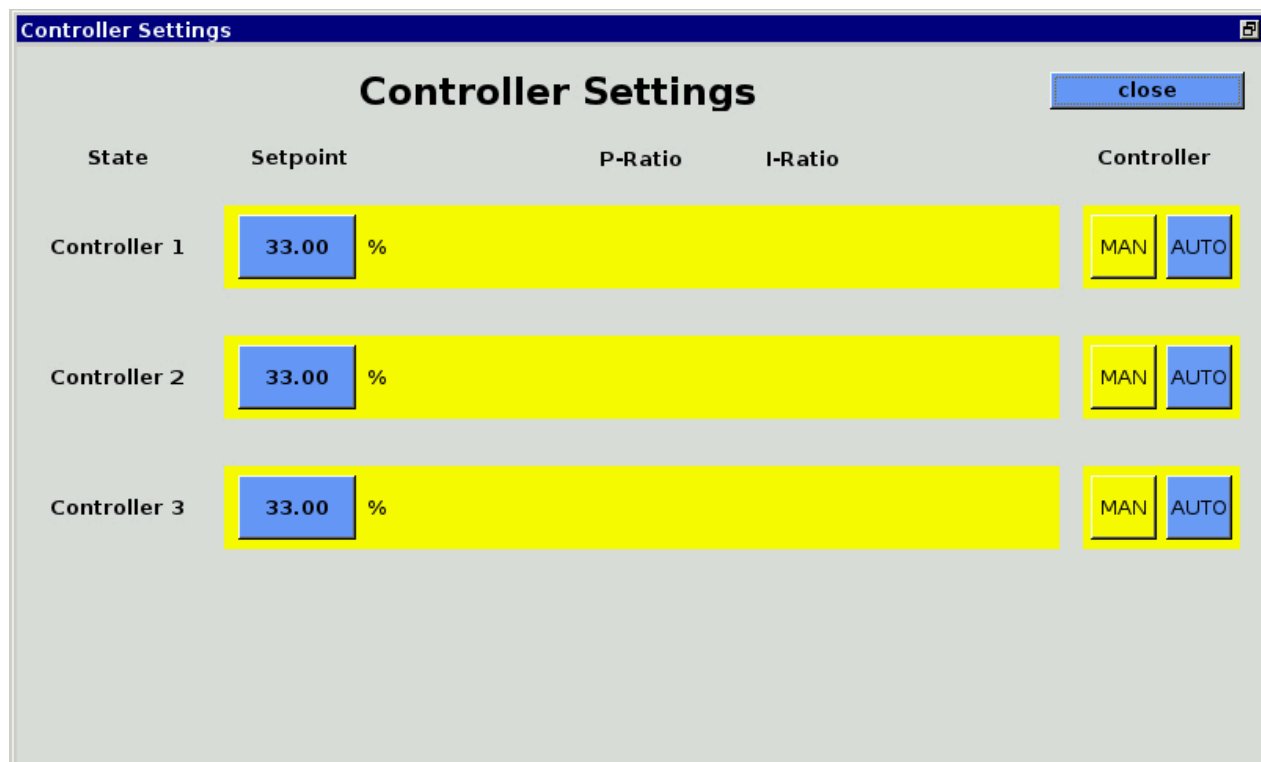 Controller Settings
Controller Settings
close
State Setpoint P-Ratio I-Ratio Controller
Controller 1 33.00 % MAN AUTO
Controller 2 33.00 % MAN AUTO
Controller 3 33.00 % MAN AUTO